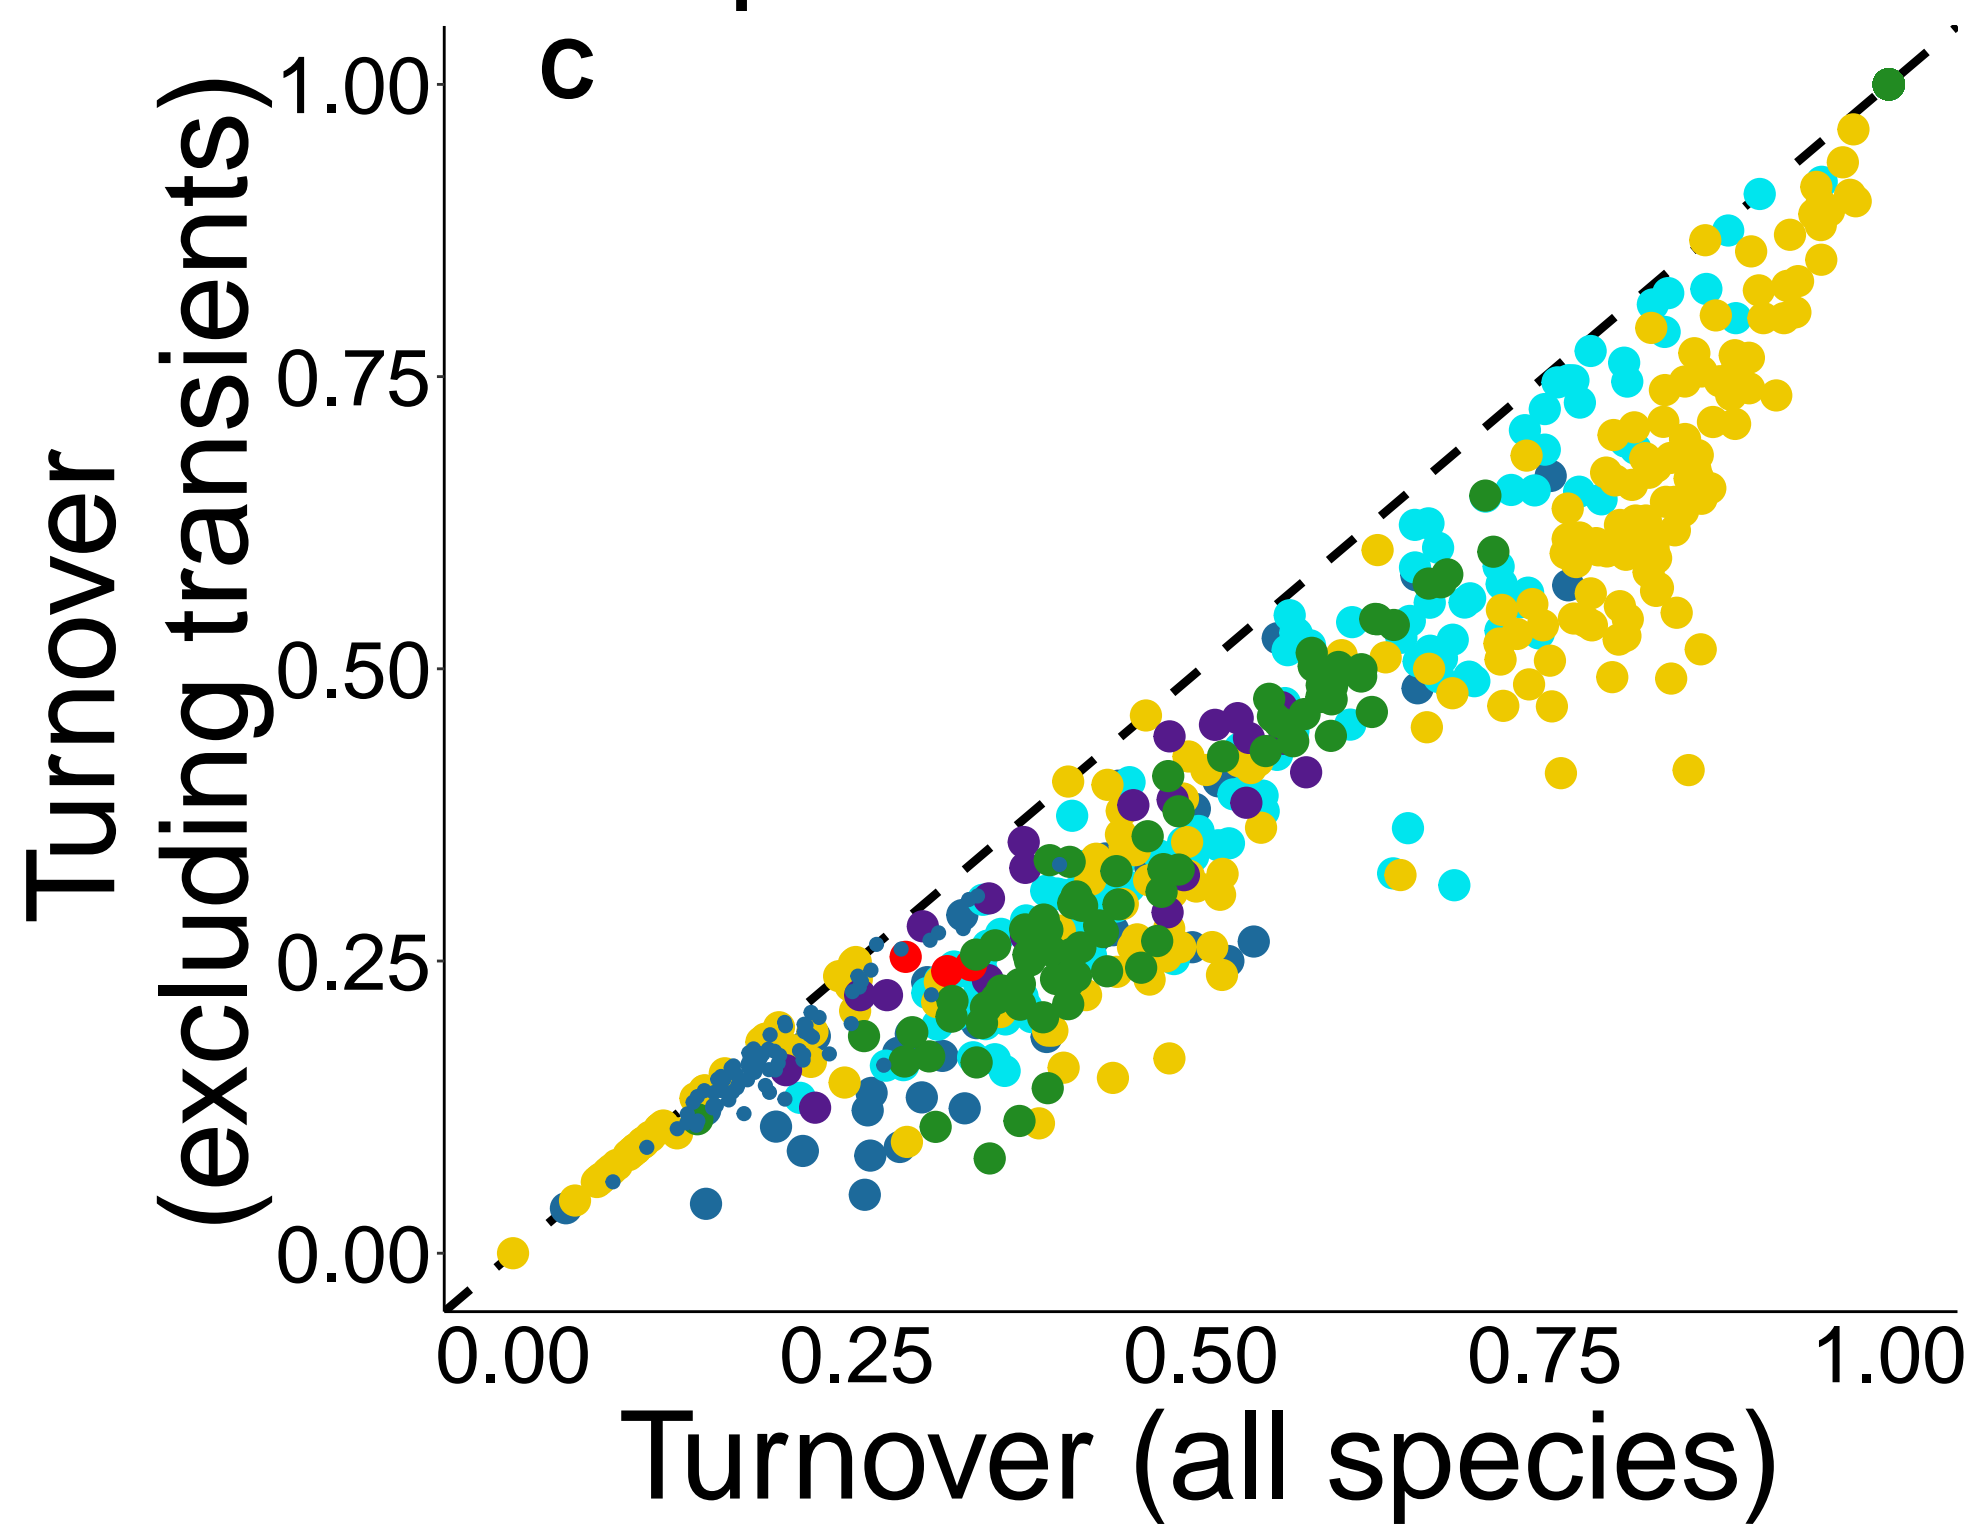 C
1.00
0.75
0.50
0.25
0.00
Turnover
(excluding transients)
0.00 0.25 0.50 0.75 1.00
Turnover (all species)